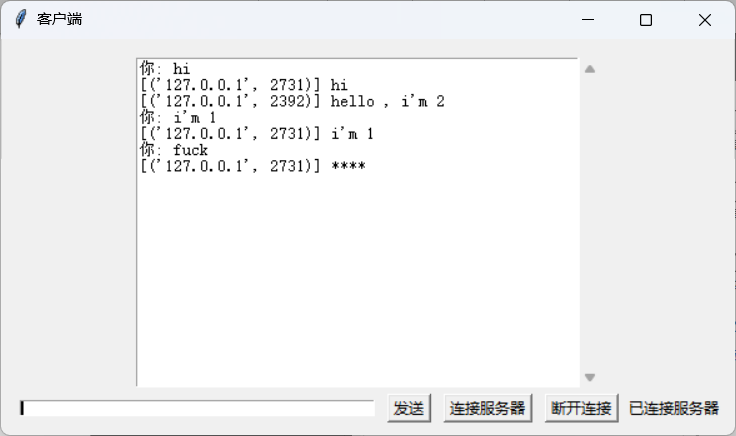 客户端
你: hi
[('127.0.0.1', 2731)] hi
[('127.0.0.1', 2392)] hello , i'm 2
你: i'm 1
[('127.0.0.1', 2731)] i'm 1
你: fuck
[('127.0.0.1', 2731)] ****
发送 连接服务器 断开连接 已连接服务器